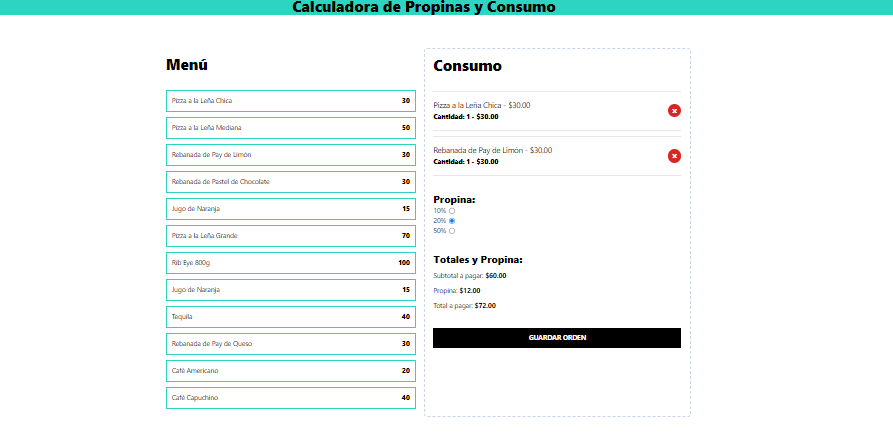 Calculadora de Propinas y Consumo
Menú
Pizza a la Leña Chica 30
Pizza a la Leña Mediana 50
Rebanada de Pay de Limón 30
Rebanada de Pastel de Chocolate 30
Jugo de Naranja 15
Pizza a la Leña Grande 70
Rib Eye 800g 100
Jugo de Naranja 15
Tequila 40
Rebanada de Pay de Queso 30
Café Americano 20
Café Capuchino 40
Consumo
Pizza a la Leña Chica - $30.00
Cantidad: 1 - $30.00
Rebanada de Pay de Limón - $30.00
Cantidad: 1 - $30.00
Propina:
10%
20%
50%
Totales y Propina:
Subtotal a pagar: $60.00
Propina: $12.00
Total a pagar: $72.00
GUARDAR ORDEN